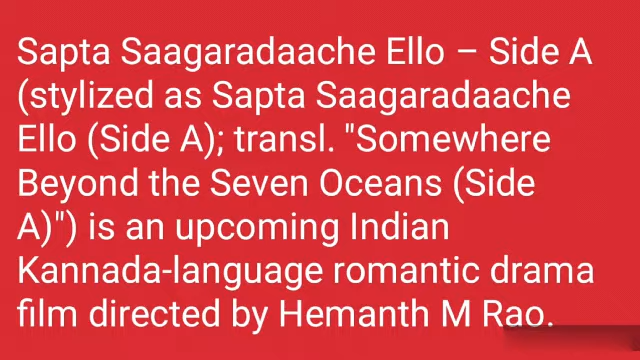 Sapta Saagaradaache Ello – Side A
(stylized as Sapta Saagaradaache
Ello (Side A); transl. "Somewhere
Beyond the Seven Oceans (Side
A)") is an upcoming Indian
Kannada-language romantic drama
film directed by Hemanth M Rao.